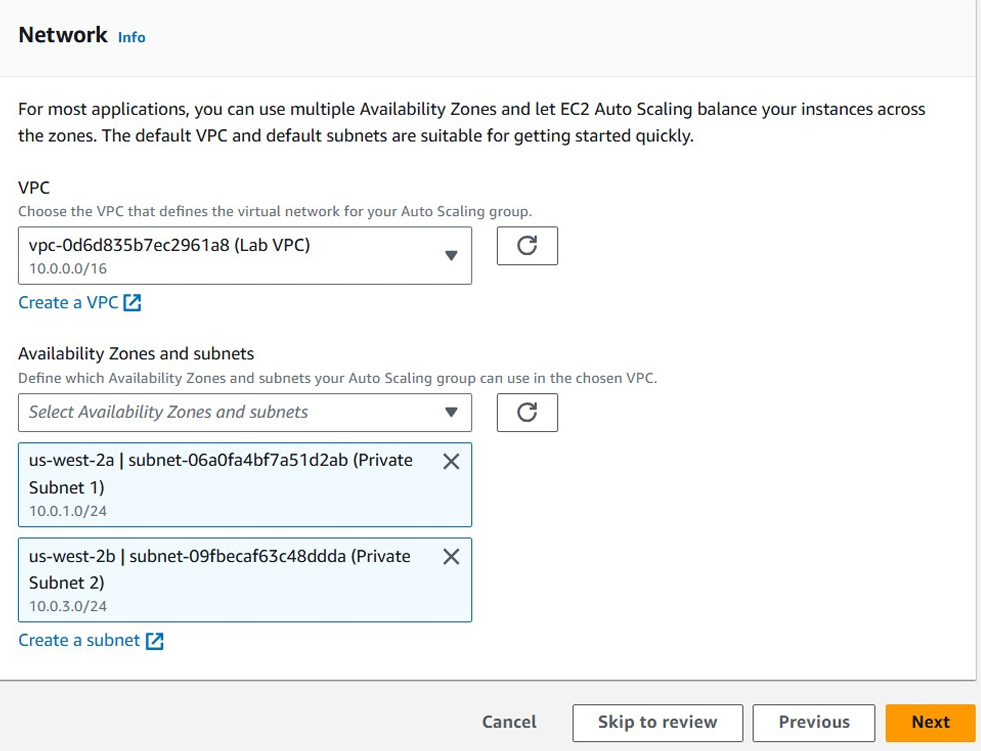 Network Info
For most applications, you can use multiple Availability Zones and let EC2 Auto Scaling balance your instances across
the zones. The default VPC and default subnets are suitable for getting started quickly.
VPC
Choose the VPC that defines the virtual network for your Auto Scaling group.
vpc-0d6d835b7ec2961a8 (Lab VPC)
10.0.0.0/16
Create a VPC
Availability Zones and subnets
Define which Availability Zones and subnets your Auto Scaling group can use in the chosen VPC.
Select Availability Zones and subnets
us-west-2a | subnet-06a0fa4bf7a51d2ab (Private
Subnet 1)
10.0.1.0/24
us-west-2b | subnet-09fbecaf63c48ddda (Private
Subnet 2)
10.0.3.0/24
Create a subnet
Cancel Skip to review Previous Next